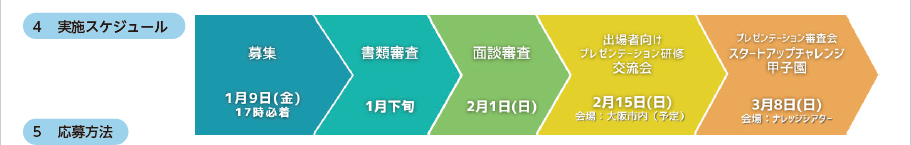 4 実施スケジュール
募集
1月9日(金)
17時必着
書類審査
1月下旬
面談審査
2月1日(日)
出場者向け
プレゼンテーション研修
交流会
2月15日(日)
会場：大阪市内（予定）
プレゼンテーション審査会
スタートアップチャレンジ
甲子園
3月8日(日)
会場：ナレッジシアター
5 応募方法